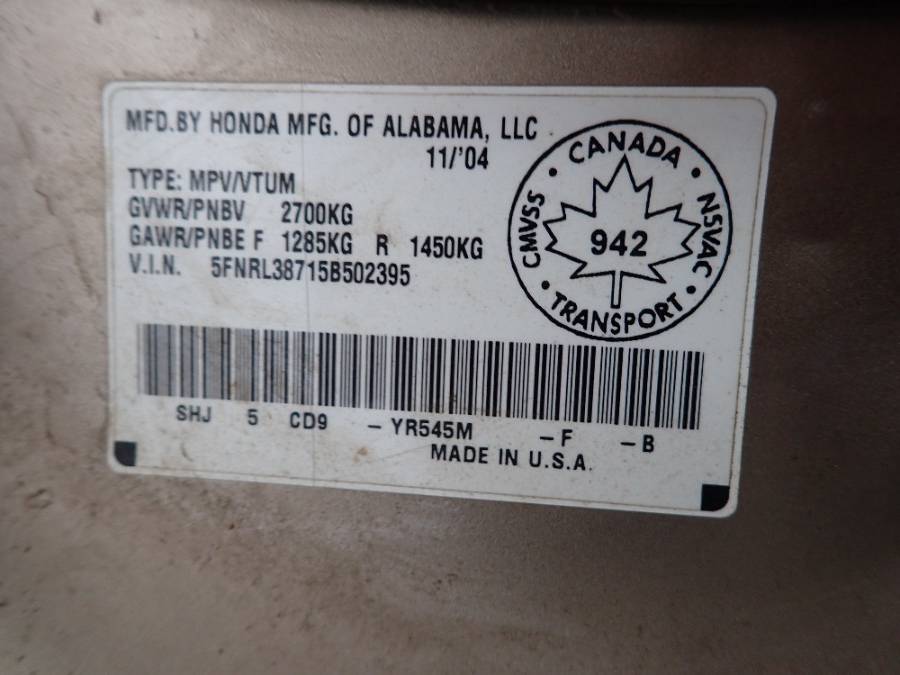 MFD.BY HONDA MFG. OF ALABAMA, LLC
11/'04
TYPE: MPV/VTUM
GVWR/PNBV 2700KG
GAWR/PNBE F 1285KG R 1450KG
V.I.N. 5FNRL38715B502395
CANADA
CMVSS
NSVAC
942
TRANSPORT
SHJ 5 CD9 - YR545M - F - B
MADE IN U.S.A.